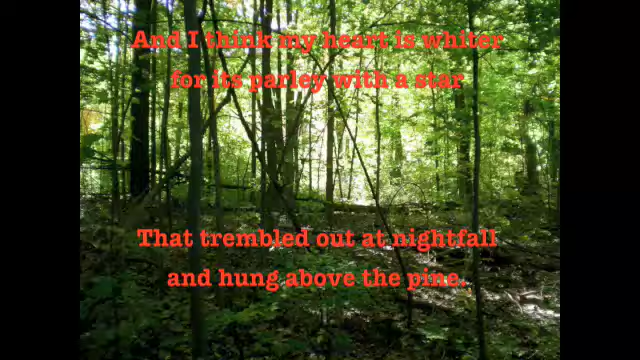 And I think my heart is whiter
for its parley with a star
That trembled out at nightfall
and hung above the pine.